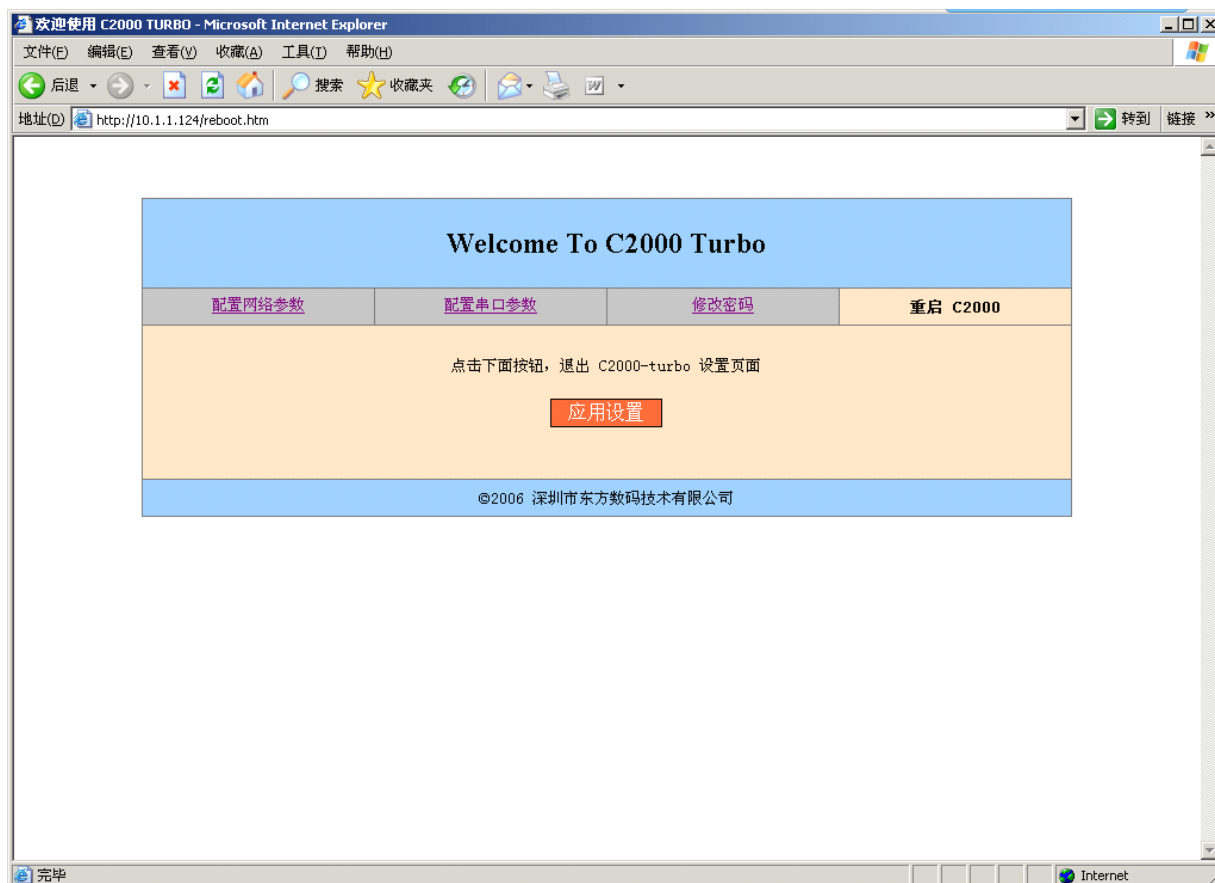 欢迎使用 C2000 TURBO - Microsoft Internet Explorer
文件(F) 编辑(E) 查看(V) 收藏(A) 工具(T) 帮助(H)
后退 搜索 收藏夹
地址(D) http://10.1.1.124/reboot.htm 转到 链接 »
Welcome To C2000 Turbo
配置网络参数 配置串口参数 修改密码 重启 C2000
点击下面按钮，退出 C2000-turbo 设置页面
应用设置
©2006 深圳市东方数码技术有限公司
完毕 Internet